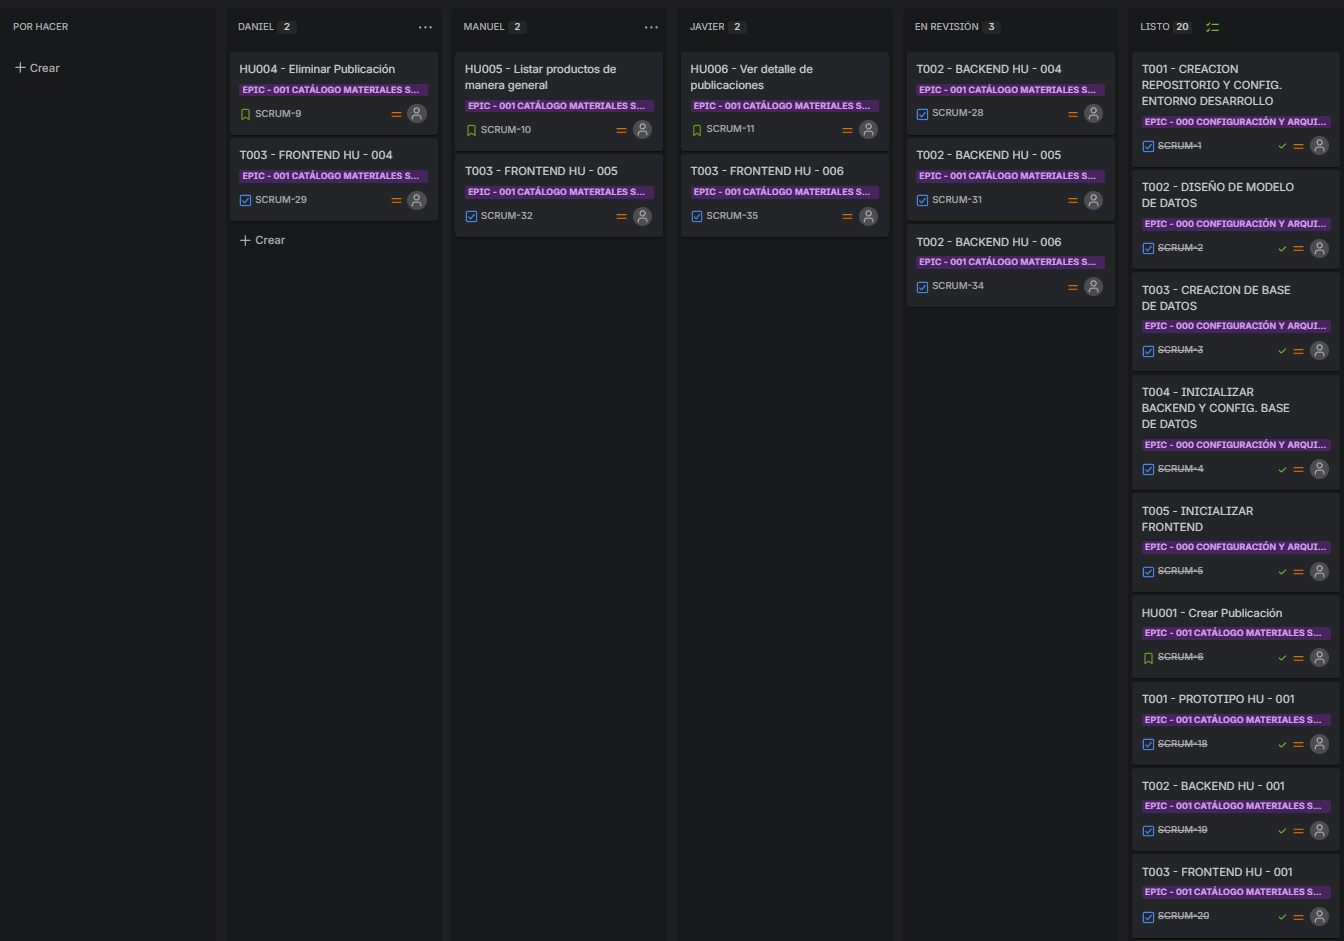 POR HACER
+ Crear
DANIEL 2
HU004 - Eliminar Publicación
EPIC - 001 CATÁLOGO MATERIALES S...
SCRUM-9
T003 - FRONTEND HU - 004
EPIC - 001 CATÁLOGO MATERIALES S...
SCRUM-29
+ Crear
MANUEL 2
HU005 - Listar productos de
manera general
EPIC - 001 CATÁLOGO MATERIALES S...
SCRUM-10
T003 - FRONTEND HU - 005
EPIC - 001 CATÁLOGO MATERIALES S...
SCRUM-32
JAVIER 2
HU006 - Ver detalle de
publicaciones
EPIC - 001 CATÁLOGO MATERIALES S...
SCRUM-11
T003 - FRONTEND HU - 006
EPIC - 001 CATÁLOGO MATERIALES S...
SCRUM-35
EN REVISIÓN 3
T002 - BACKEND HU - 004
EPIC - 001 CATÁLOGO MATERIALES S...
SCRUM-28
T002 - BACKEND HU - 005
EPIC - 001 CATÁLOGO MATERIALES S...
SCRUM-31
T002 - BACKEND HU - 006
EPIC - 001 CATÁLOGO MATERIALES S...
SCRUM-34
LISTO 20
T001 - CREACION
REPOSITORIO Y CONFIG.
ENTORNO DESARROLLO
EPIC - 000 CONFIGURACIÓN Y ARQUI...
SCRUM-1
T002 - DISEÑO DE MODELO
DE DATOS
EPIC - 000 CONFIGURACIÓN Y ARQUI...
SCRUM-2
T003 - CREACION DE BASE
DE DATOS
EPIC - 000 CONFIGURACIÓN Y ARQUI...
SCRUM-3
T004 - INICIALIZAR
BACKEND Y CONFIG. BASE
DE DATOS
EPIC - 000 CONFIGURACIÓN Y ARQUI...
SCRUM-4
T005 - INICIALIZAR
FRONTEND
EPIC - 000 CONFIGURACIÓN Y ARQUI...
SCRUM-5
HU001 - Crear Publicación
EPIC - 001 CATÁLOGO MATERIALES S...
SCRUM-6
T001 - PROTOTIPO HU - 001
EPIC - 001 CATÁLOGO MATERIALES S...
SCRUM-18
T002 - BACKEND HU - 001
EPIC - 001 CATÁLOGO MATERIALES S...
SCRUM-19
T003 - FRONTEND HU - 001
EPIC - 001 CATÁLOGO MATERIALES S...
SCRUM-20